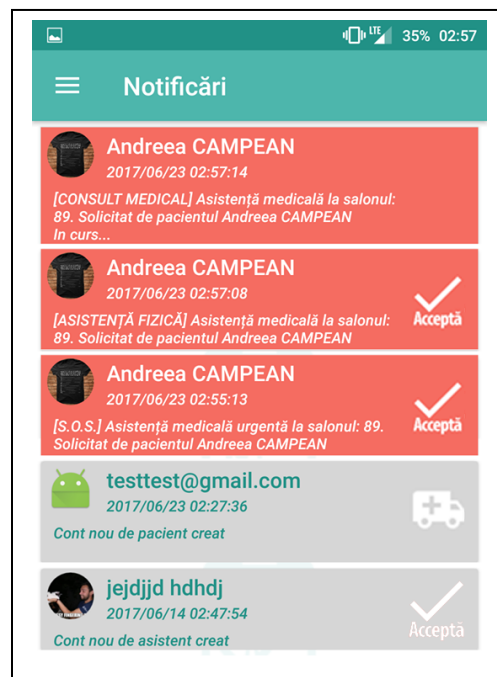 LTE 35% 02:57
Notificări
Andreea CAMPEAN
2017/06/23 02:57:14
[CONSULT MEDICAL] Asistență medicală la salonul:
89. Solicitat de pacientul Andreea CAMPEAN
In curs...
Andreea CAMPEAN
2017/06/23 02:57:08
[ASISTENȚĂ FIZICĂ] Asistență medicală la salonul:
89. Solicitat de pacientul Andreea CAMPEAN
Acceptă
Andreea CAMPEAN
2017/06/23 02:55:13
[S.O.S.] Asistență medicală urgentă la salonul: 89.
Solicitat de pacientul Andreea CAMPEAN
Acceptă
testtest@gmail.com
2017/06/23 02:27:36
Cont nou de pacient creat
jejdjjd hdhdj
2017/06/14 02:47:54
Cont nou de asistent creat
Acceptă